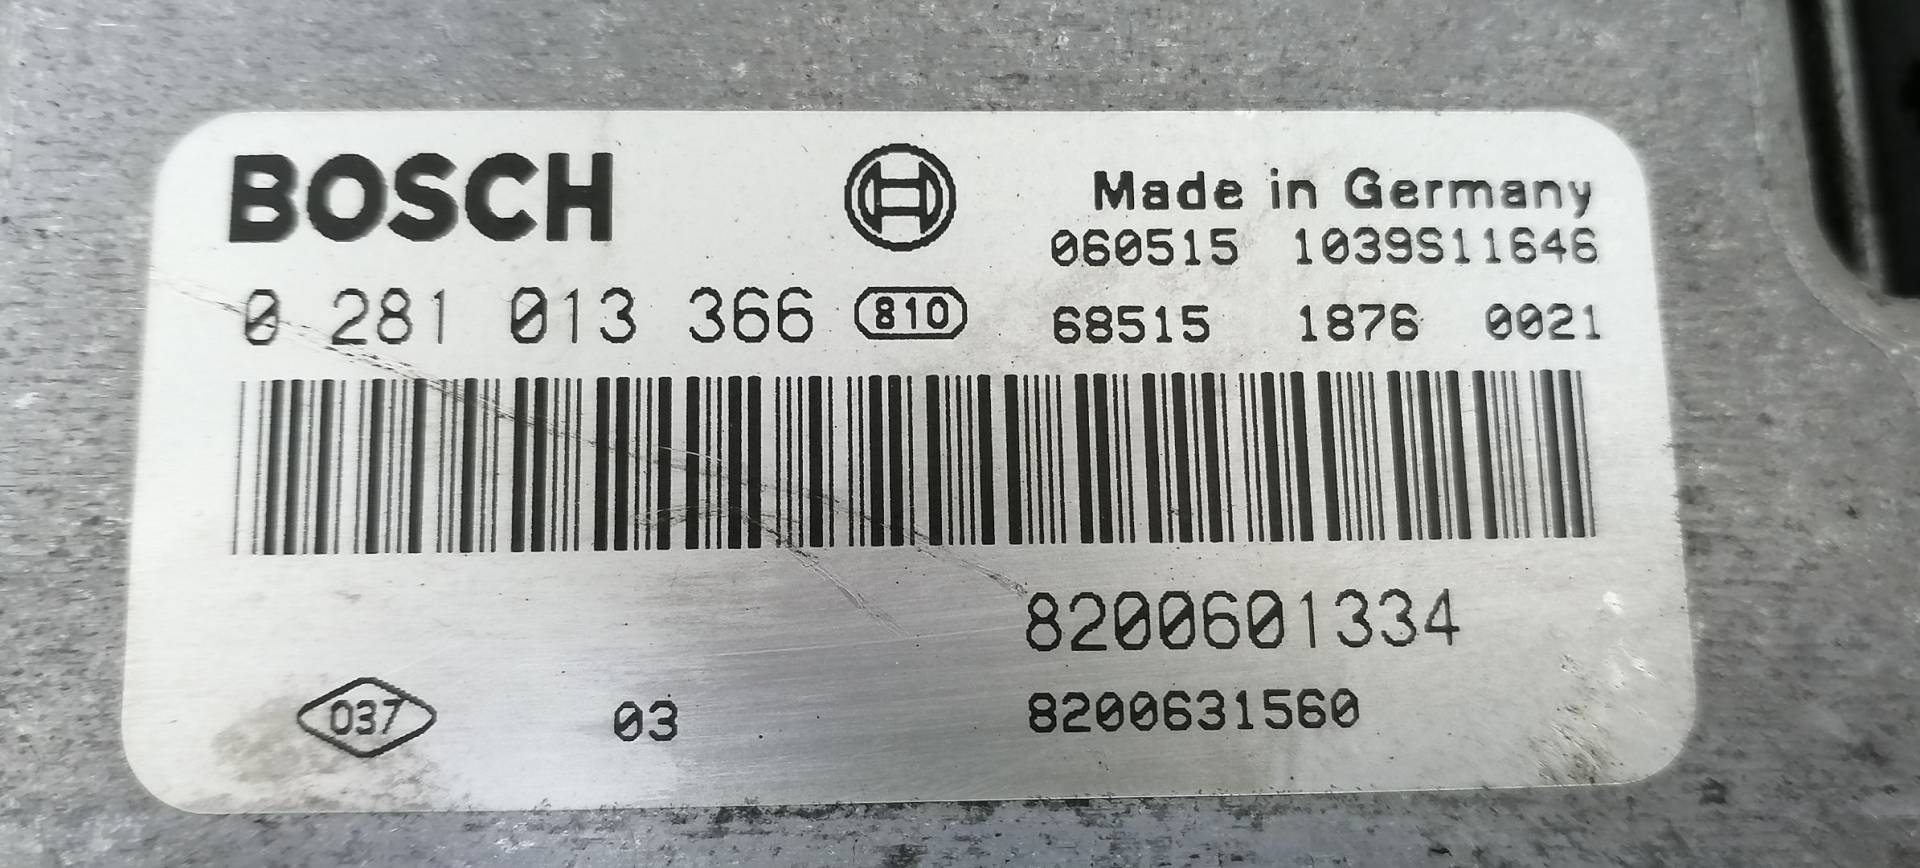 BOSCH
Made in Germany
060515 1039S11646
0 281 013 366 810
68515 1876 0021
8200601334
037 03 8200631560